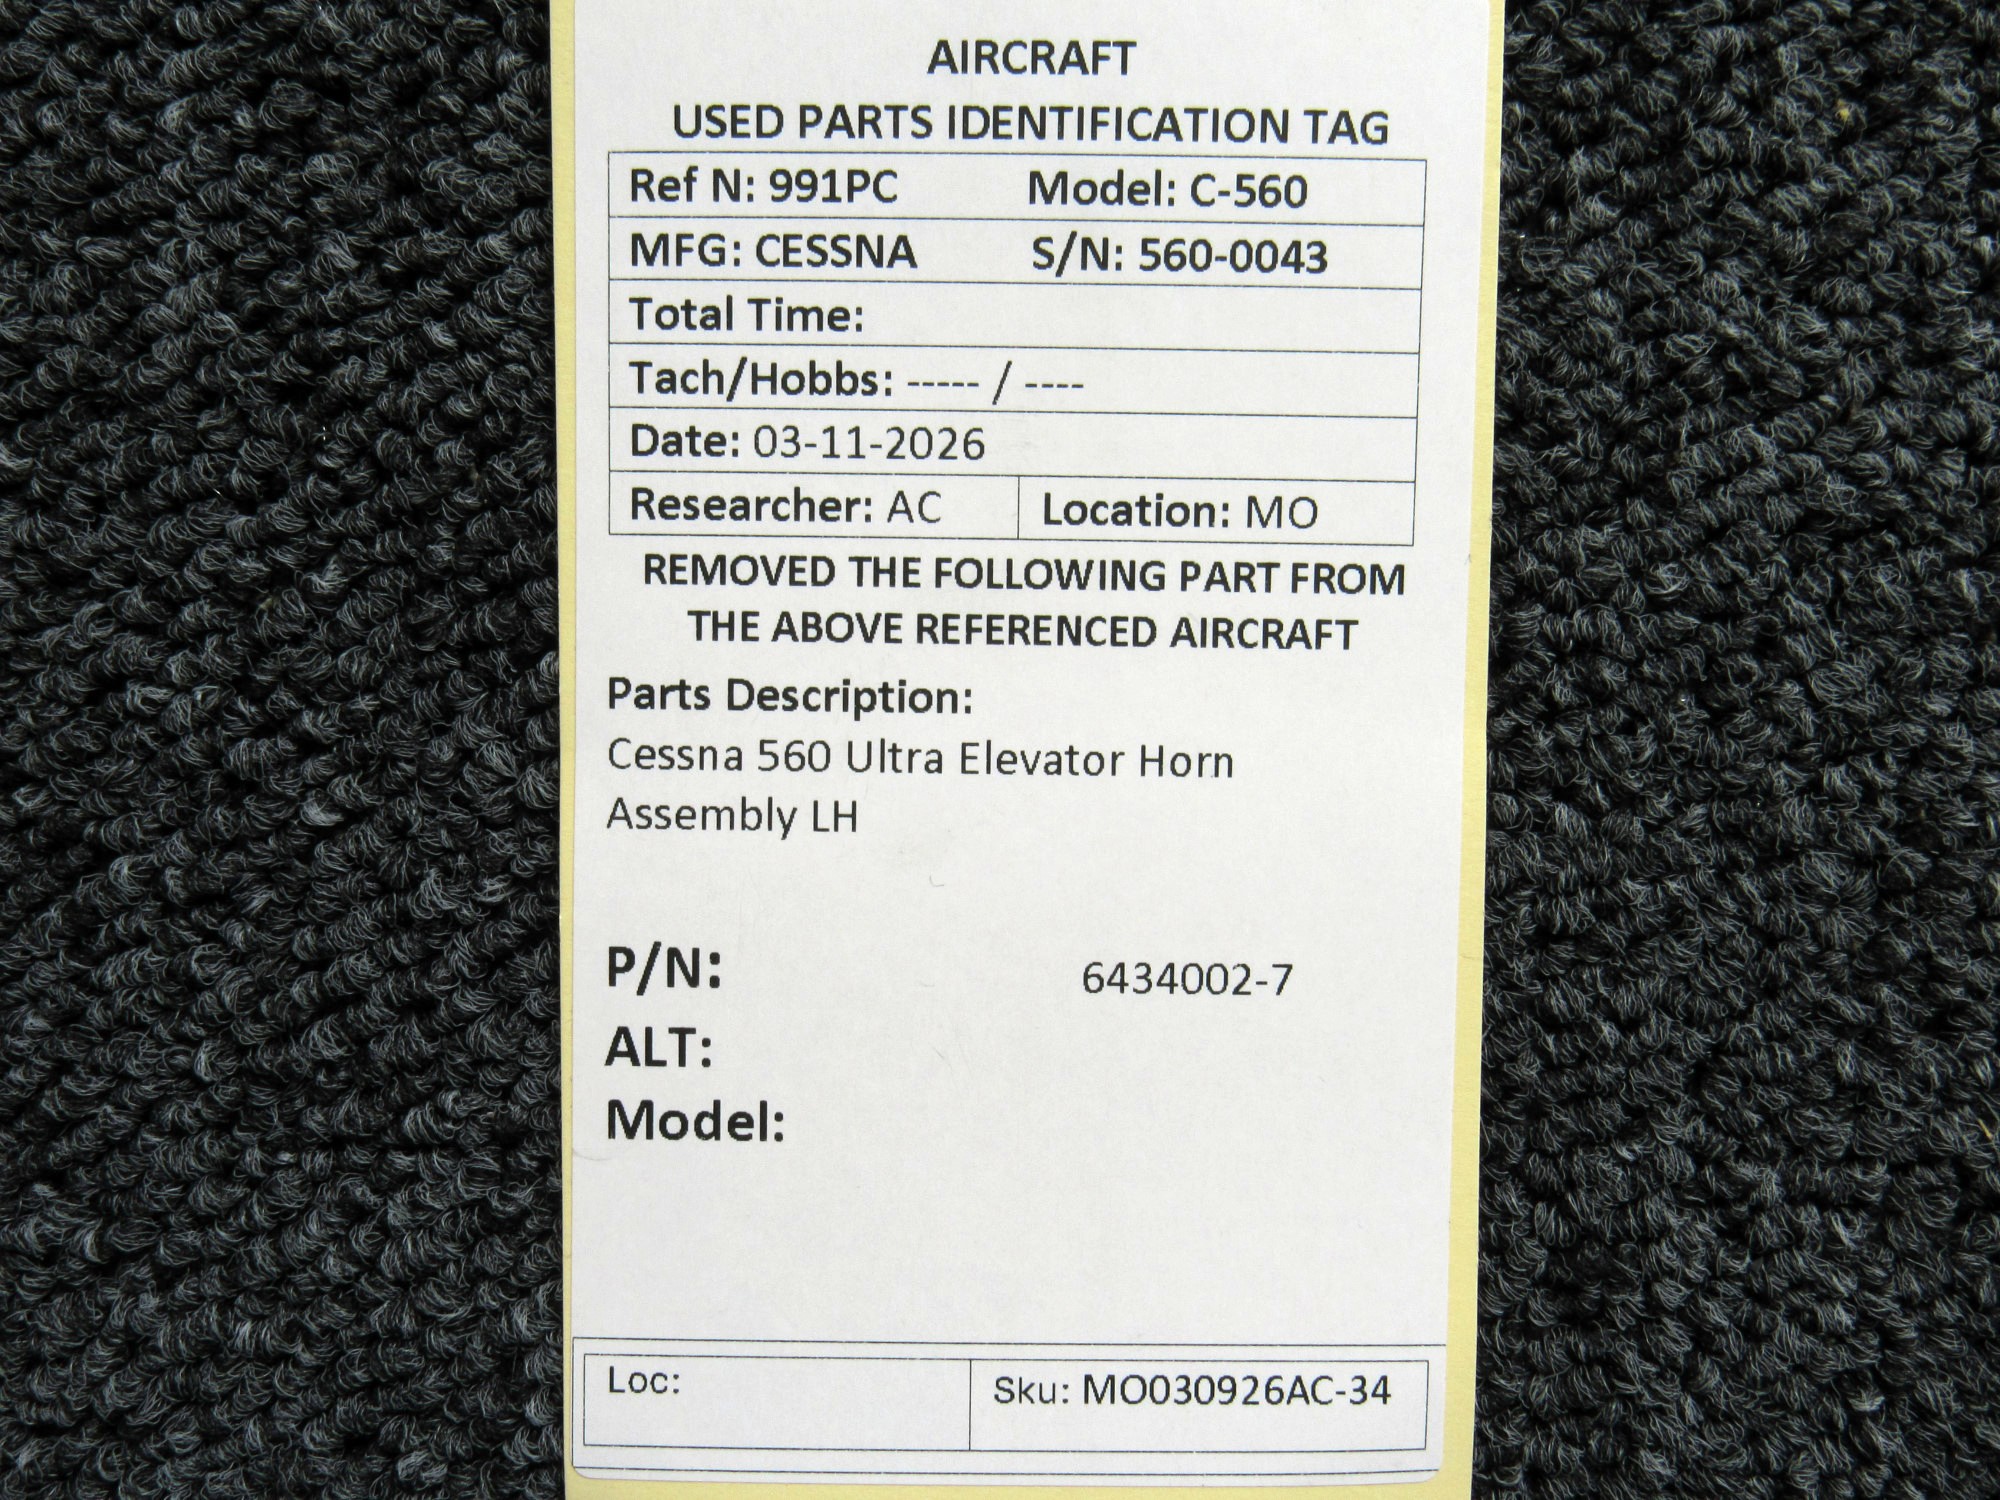 AIRCRAFT
USED PARTS IDENTIFICATION TAG
Ref N: 991PC Model: C-560
MFG: CESSNA S/N: 560-0043
Total Time:
Tach/Hobbs: ----- / ----
Date: 03-11-2026
Researcher: AC Location: MO
REMOVED THE FOLLOWING PART FROM
THE ABOVE REFERENCED AIRCRAFT
Parts Description:
Cessna 560 Ultra Elevator Horn
Assembly LH
P/N: 6434002-7
ALT:
Model:
Loc: Sku: MO030926AC-34